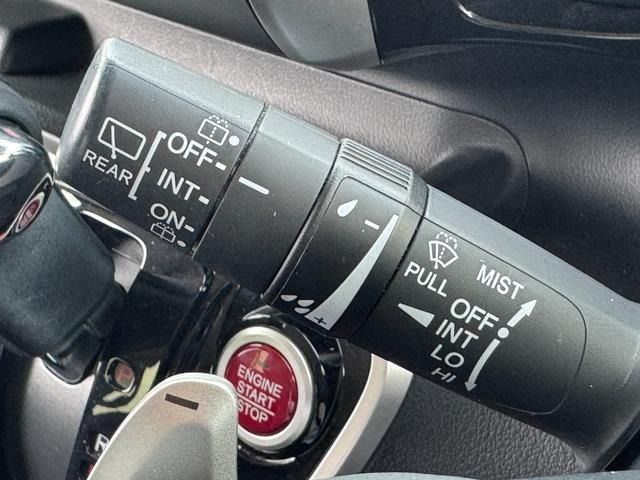 REAR
OFF
INT
ON
- +
PULL
MIST
OFF
INT
LO
HI
ENGINE
START
STOP
R